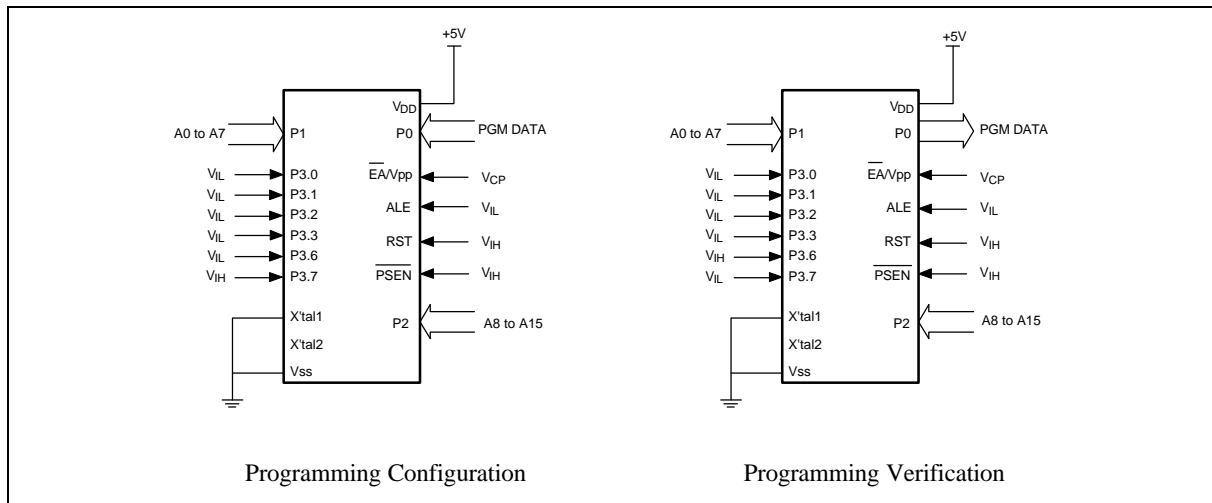 +5V
VDD
A0 to A7
P1
P0
PGM DATA
VIL
P3.0
EA/Vpp
VCP
VIL
P3.1
VIL
P3.2
ALE
VIL
VIL
P3.3
RST
VIH
VIL
P3.6
VIH
P3.7
PSEN
VIH
X'tal1
P2
A8 to A15
X'tal2
Vss
Programming Configuration
+5V
VDD
A0 to A7
P1
P0
PGM DATA
VIL
P3.0
EA/Vpp
VCP
VIL
P3.1
VIL
P3.2
ALE
VIL
VIL
P3.3
RST
VIH
VIH
P3.6
VIL
P3.7
PSEN
VIH
X'tal1
P2
A8 to A15
X'tal2
Vss
Programming Verification